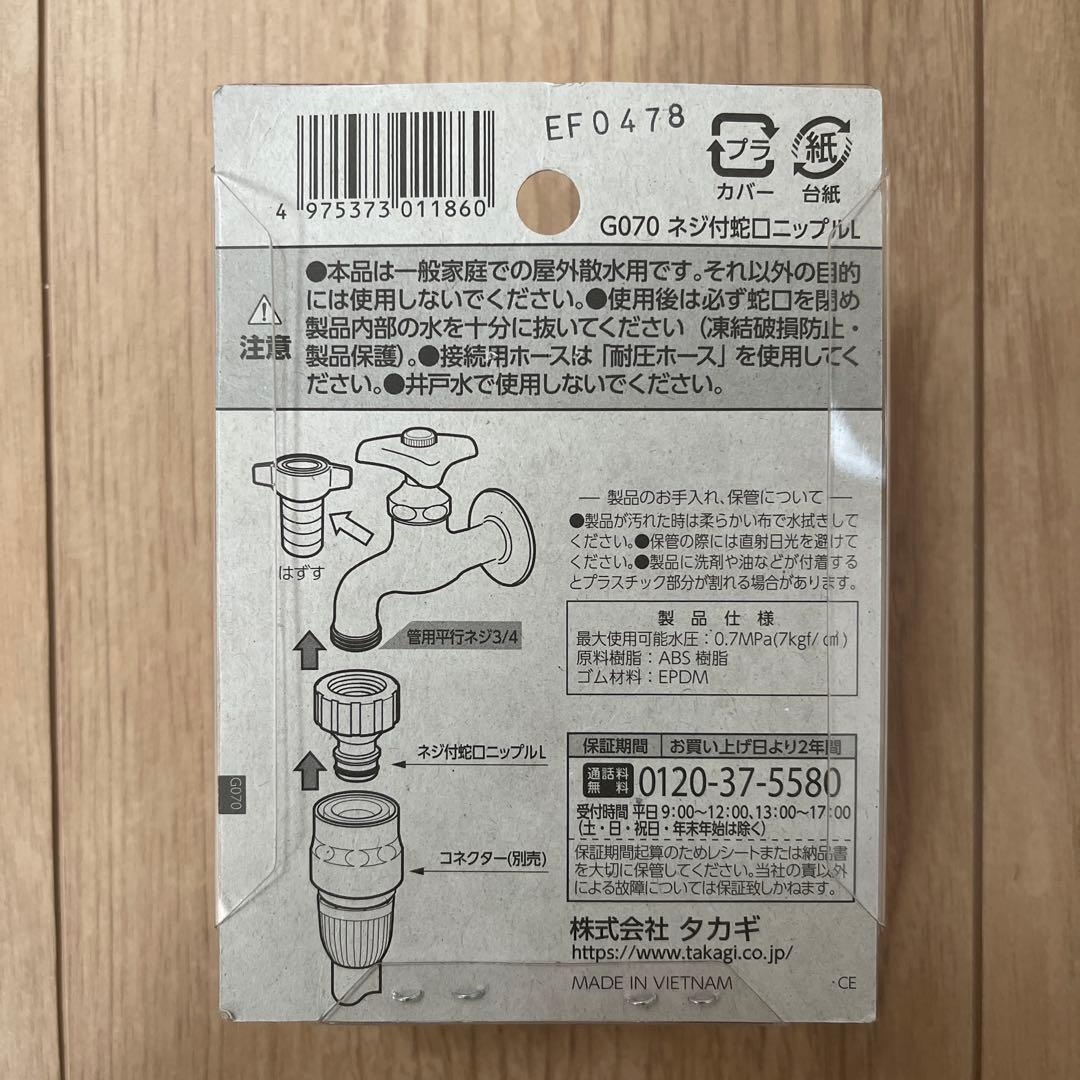 EF0478
プラ
カバー
紙
台紙
4 975373 011860
G070 ネジ付蛇口ニップルL
注意
●本品は一般家庭での屋外散水用です。それ以外の目的
には使用しないでください。●使用後は必ず蛇口を閉め
製品内部の水を十分に抜いてください（凍結破損防止・
製品保護）。●接続用ホースは「耐圧ホース」を使用してく
ださい。●井戸水で使用しないでください。
はずす
管用平行ネジ3/4
ネジ付蛇口ニップルL
コネクター(別売)
G070
― 製品のお手入れ、保管について ―
●製品が汚れた時は柔らかい布で水拭きして
ください。●保管の際には直射日光を避けて
ください。●製品に洗剤や油などが付着する
とプラスチック部分が割れる場合があります。
製品仕様
最大使用可能水圧：0.7MPa(7kgf/㎠)
原料樹脂：ABS 樹脂
ゴム材料：EPDM
保証期間 お買い上げ日より2年間
通話料無料 0120-37-5580
受付時間 平日 9:00～12:00、13:00～17:00
（土・日・祝日・年末年始は除く）
保証期間起算のためレシートまたは納品書
を大切に保管してください。当社の責以外
による故障については保証致しかねます。
株式会社 タカギ
https://www.takagi.co.jp/
MADE IN VIETNAM
・CE